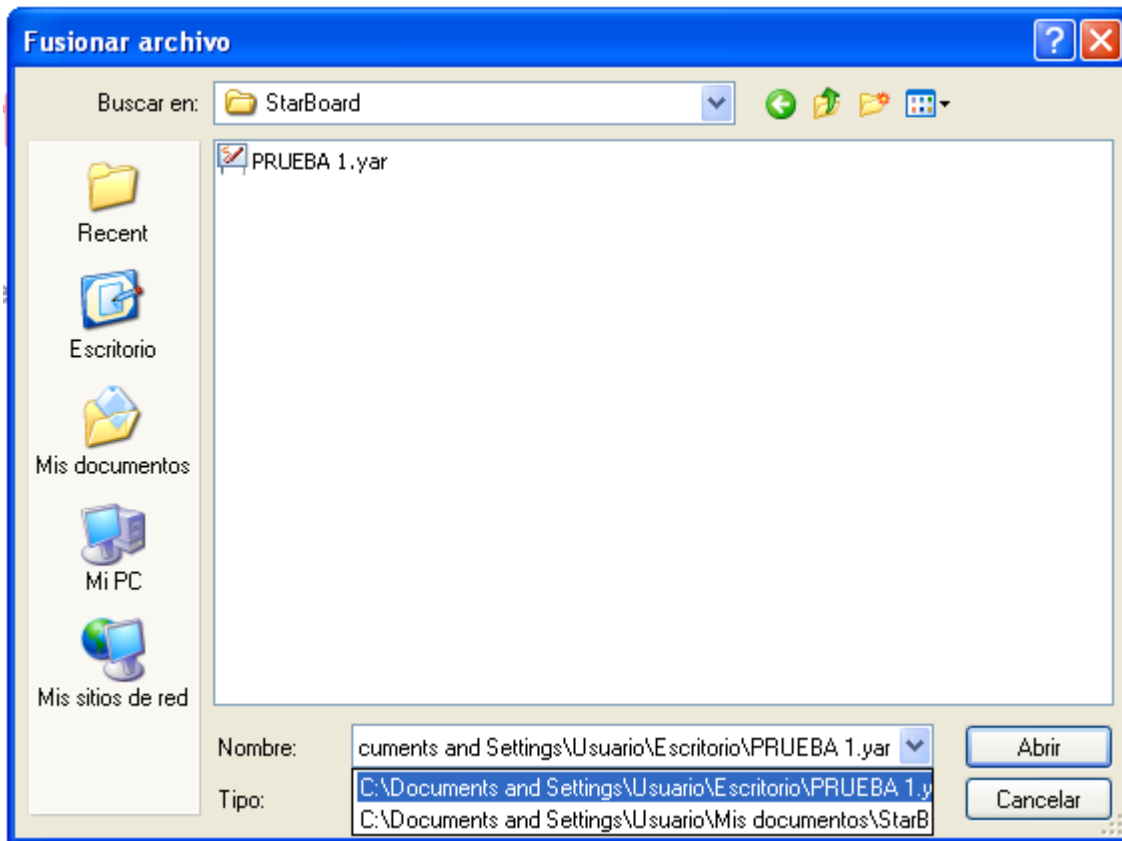 Fusionar archivo
Buscar en: StarBoard
PRUEBA 1.yar
Recent
Escritorio
Mis documentos
Mi PC
Mis sitios de red
Nombre: cuments and Settings\Usuario\Escritorio\PRUEBA 1.yar Abrir
C:\Documents and Settings\Usuario\Escritorio\PRUEBA 1.y
Tipo: Cancelar
C:\Documents and Settings\Usuario\Mis documentos\StarB